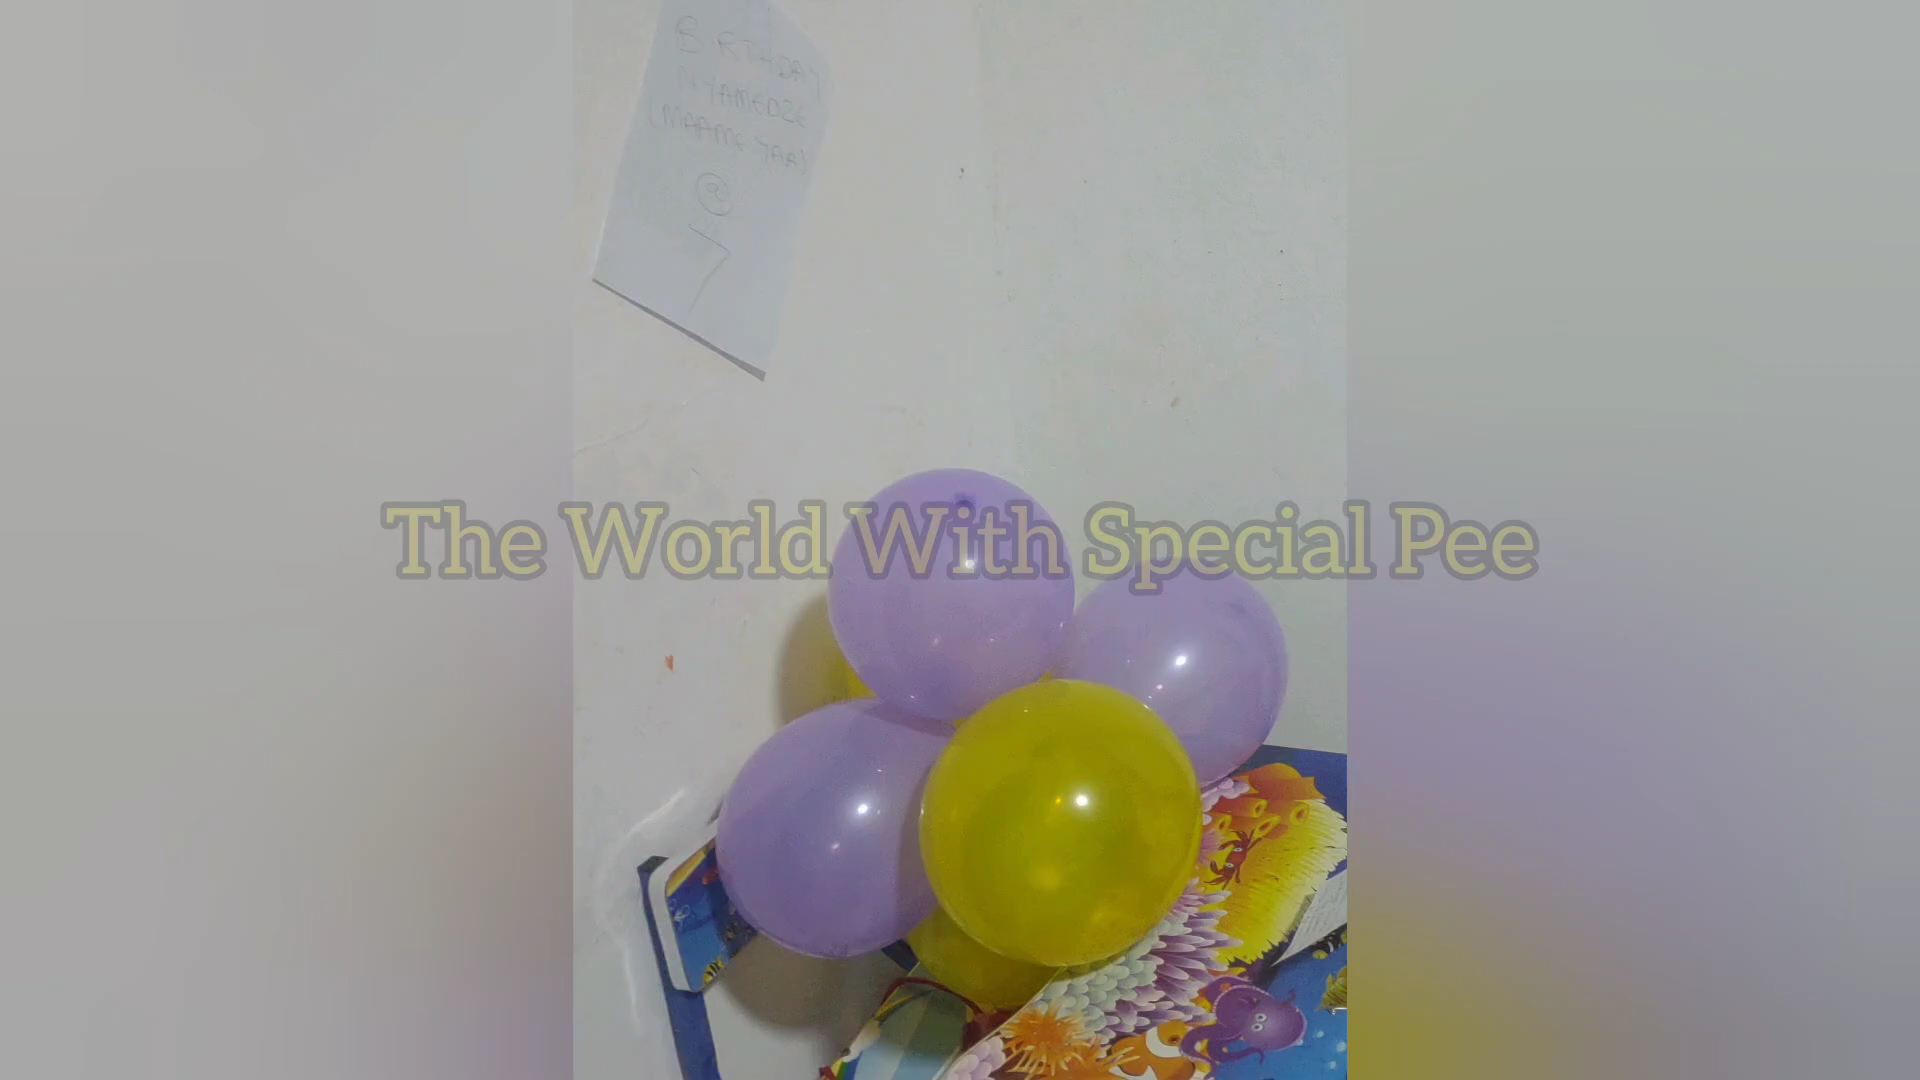 BIRTHDAY
NYAMEDZE
(MAAME YAA)
@
7
The World With Special Pee